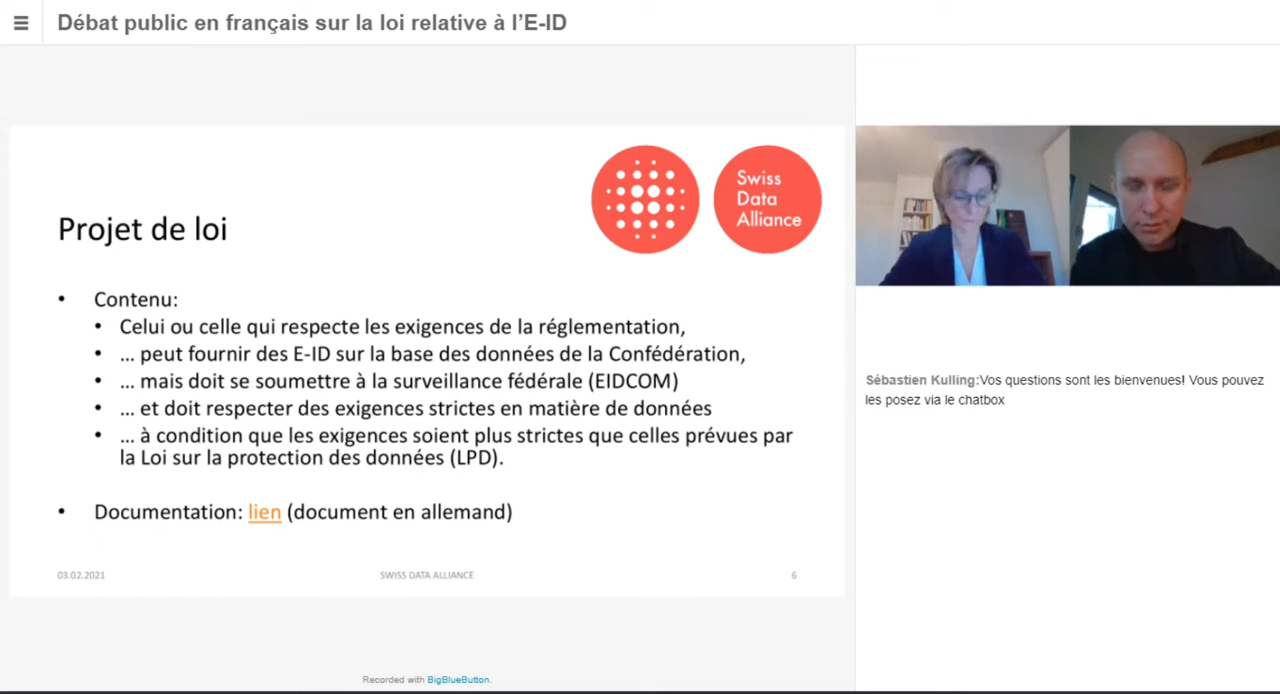 Débat public en français sur la loi relative à l’E-ID
Swiss
Data
Alliance
Projet de loi
• Contenu:
• Celui ou celle qui respecte les exigences de la réglementation,
• ... peut fournir des E-ID sur la base des données de la Confédération,
• ... mais doit se soumettre à la surveillance fédérale (EIDCOM)
• ... et doit respecter des exigences strictes en matière de données
• ... à condition que les exigences soient plus strictes que celles prévues par
la Loi sur la protection des données (LPD).
• Documentation: lien (document en allemand)
03.02.2021
SWISS DATA ALLIANCE
6
Sébastien Kulling:Vos questions sont les bienvenues! Vous pouvez
les posez via le chatbox
Recorded with BigBlueButton.